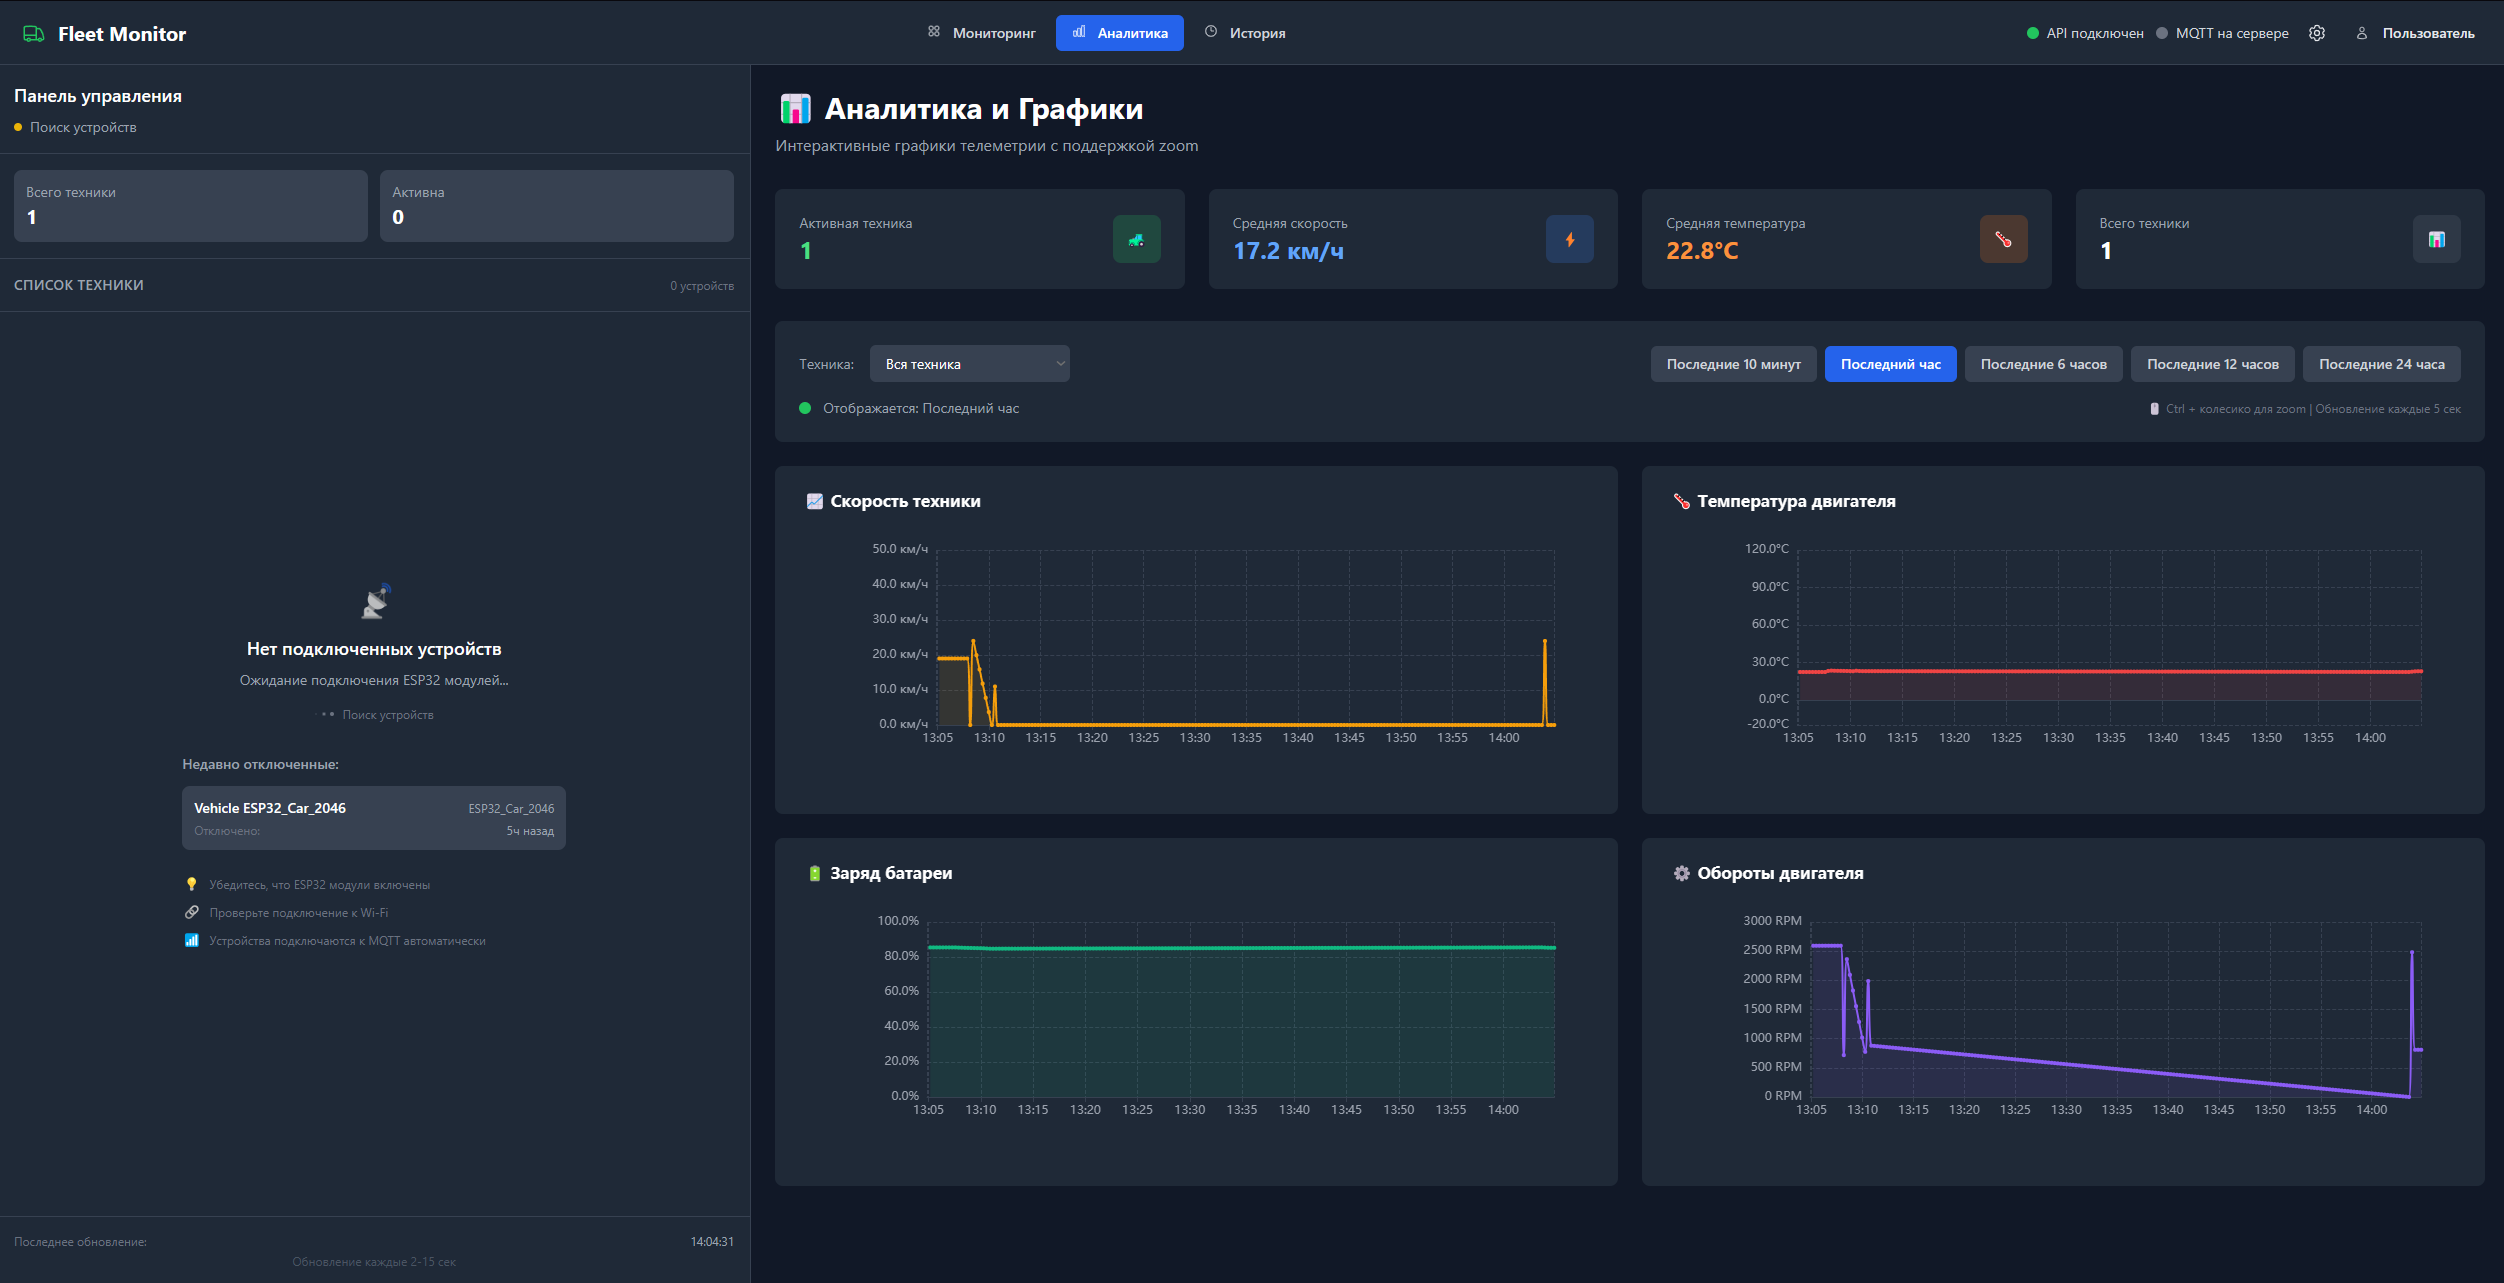 Fleet Monitor
Мониторинг
Аналитика
История
API подключен
MQTT на сервере
Пользователь
Панель управления
Поиск устройств
Всего техники
1
Активна
0
СПИСОК ТЕХНИКИ
0 устройств
Нет подключенных устройств
Ожидание подключения ESP32 модулей...
Поиск устройств
Недавно отключенные:
Vehicle ESP32_Car_2046
ESP32_Car_2046
Отключено:
5ч назад
Убедитесь, что ESP32 модули включены
Проверьте подключение к Wi-Fi
Устройства подключаются к MQTT автоматически
Последнее обновление:
14:04:31
Обновление каждые 2-15 сек
Аналитика и Графики
Интерактивные графики телеметрии с поддержкой zoom
Активная техника
1
Средняя скорость
17.2 км/ч
Средняя температура
22.8°C
Всего техники
1
Техника:
Вся техника
Последние 10 минут
Последний час
Последние 6 часов
Последние 12 часов
Последние 24 часа
Отображается: Последний час
Ctrl + колесико для zoom | Обновление каждые 5 сек
Скорость техники
50.0 км/ч
40.0 км/ч
30.0 км/ч
20.0 км/ч
10.0 км/ч
0.0 км/ч
13:05 13:10 13:15 13:20 13:25 13:30 13:35 13:40 13:45 13:50 13:55 14:00
Температура двигателя
120.0°C
90.0°C
60.0°C
30.0°C
0.0°C
-20.0°C
13:05 13:10 13:15 13:20 13:25 13:30 13:35 13:40 13:45 13:50 13:55 14:00
Заряд батареи
100.0%
80.0%
60.0%
40.0%
20.0%
0.0%
13:05 13:10 13:15 13:20 13:25 13:30 13:35 13:40 13:45 13:50 13:55 14:00
Обороты двигателя
3000 RPM
2500 RPM
2000 RPM
1500 RPM
1000 RPM
500 RPM
0 RPM
13:05 13:10 13:15 13:20 13:25 13:30 13:35 13:40 13:45 13:50 13:55 14:00